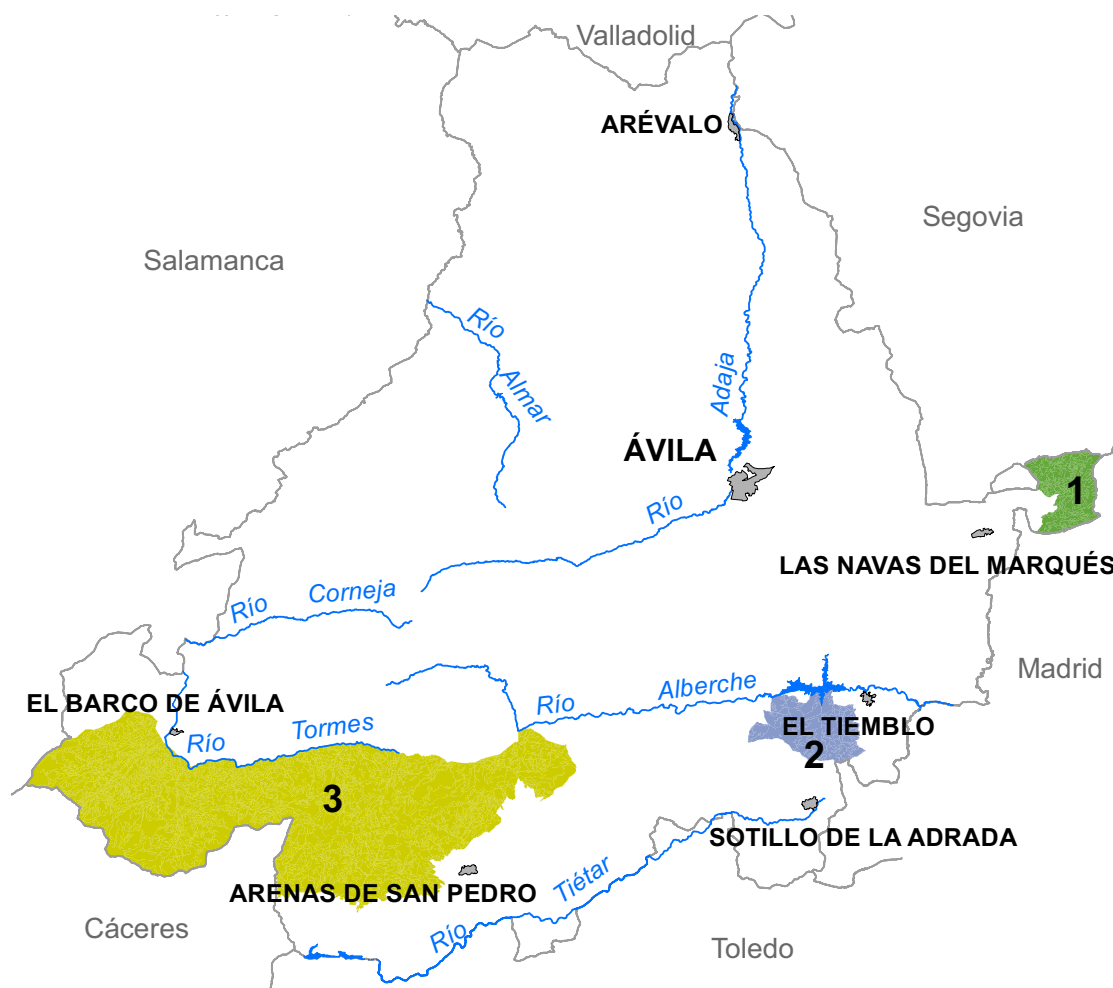 Valladolid
ARÉVALO
Segovia
Salamanca
Río
Almar
Adaja
ÁVILA
1
Río
LAS NAVAS DEL MARQUÉS
Río Corneja
Madrid
EL BARCO DE ÁVILA
Río Alberche
Río Tormes
EL TIEMBLO
2
3
SOTILLO DE LA ADRADA
ARENAS DE SAN PEDRO
Tiétar
Río
Cáceres
Toledo